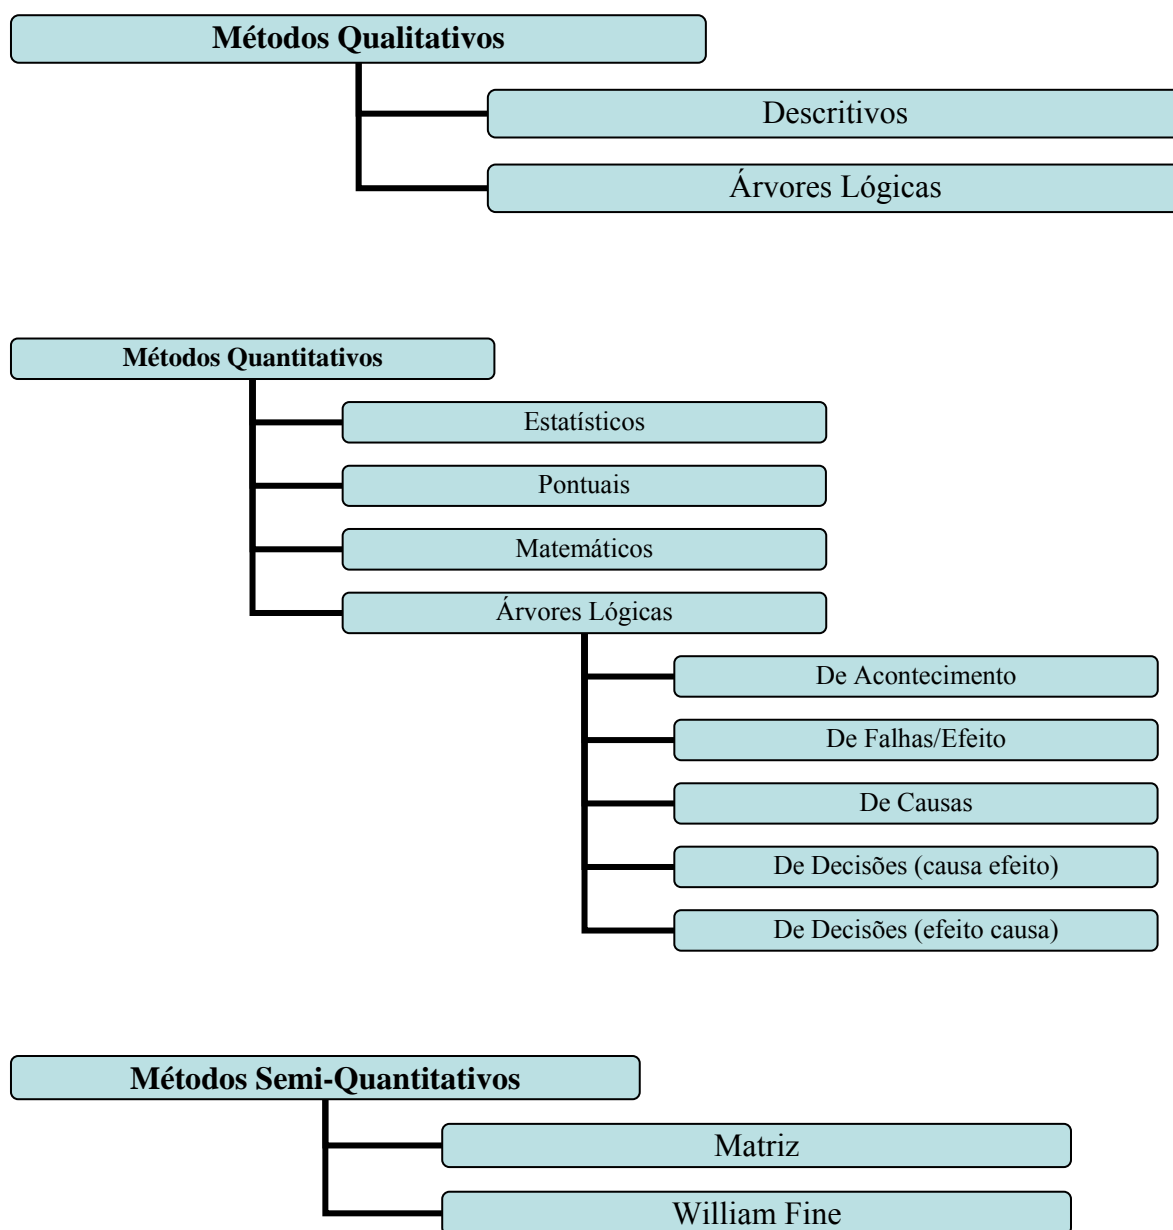 Métodos Qualitativos
Descritivos
Árvores Lógicas
Métodos Quantitativos
Estatísticos
Pontuais
Matemáticos
Árvores Lógicas
De Acontecimento
De Falhas/Efeito
De Causas
De Decisões (causa efeito)
De Decisões (efeito causa)
Métodos Semi-Quantitativos
Matriz
William Fine